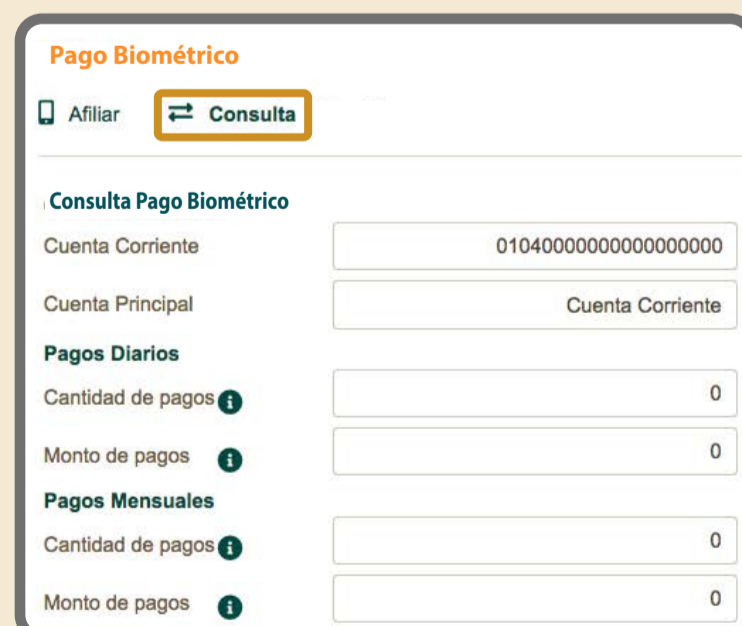 Pago Biométrico
Afiliar Consulta
Consulta Pago Biométrico
Cuenta Corriente 01040000000000000000
Cuenta Principal Cuenta Corriente
Pagos Diarios
Cantidad de pagos 0
Monto de pagos 0
Pagos Mensuales
Cantidad de pagos 0
Monto de pagos 0